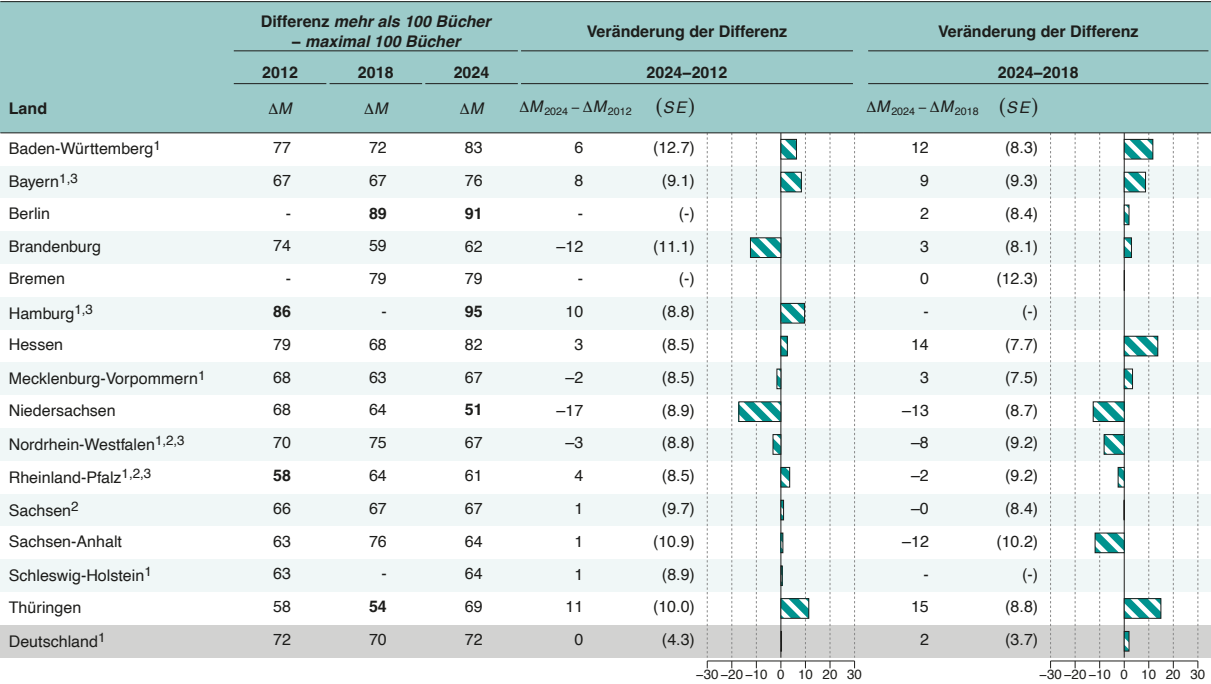 Differenz mehr als 100 Bücher
– maximal 100 Bücher
Veränderung der Differenz
Veränderung der Differenz
2012 2018 2024 2024–2012 2024–2018
Land ΔM ΔM ΔM ΔM2024 – ΔM2012 (SE) ΔM2024 – ΔM2018 (SE)
Baden-Württemberg1 77 72 83 6 (12.7) 12 (8.3)
Bayern1,3 67 67 76 8 (9.1) 9 (9.3)
Berlin - 89 91 - (-) 2 (8.4)
Brandenburg 74 59 62 –12 (11.1) 3 (8.1)
Bremen - 79 79 - (-) 0 (12.3)
Hamburg1,3 86 - 95 10 (8.8) - (-)
Hessen 79 68 82 3 (8.5) 14 (7.7)
Mecklenburg-Vorpommern1 68 63 67 –2 (8.5) 3 (7.5)
Niedersachsen 68 64 51 –17 (8.9) –13 (8.7)
Nordrhein-Westfalen1,2,3 70 75 67 –3 (8.8) –8 (9.2)
Rheinland-Pfalz1,2,3 58 64 61 4 (8.5) –2 (9.2)
Sachsen2 66 67 67 1 (9.7) –0 (8.4)
Sachsen-Anhalt 63 76 64 1 (10.9) –12 (10.2)
Schleswig-Holstein1 63 - 64 1 (8.9) - (-)
Thüringen 58 54 69 11 (10.0) 15 (8.8)
Deutschland1 72 70 72 0 (4.3) 2 (3.7)
–30 –20 –10 0 10 20 30 –30 –20 –10 0 10 20 30